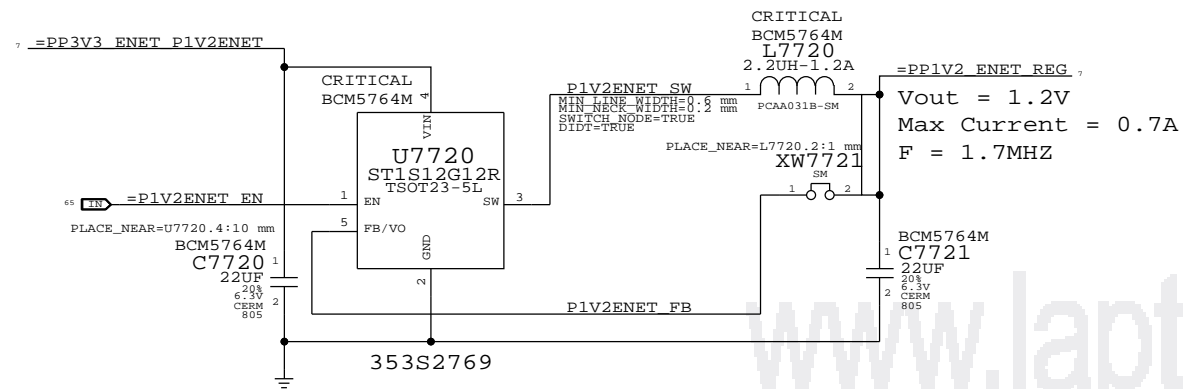 CRITICAL
BCM5764M
L7720
2.2UH-1.2A
1 2
PCAA031B-SM
7 =PP3V3_ENET_P1V2ENET
=PP1V2_ENET_REG 7
Vout = 1.2V
Max Current = 0.7A
F = 1.7MHZ
CRITICAL
BCM5764M
4
VIN
P1V2ENET_SW
MIN_LINE_WIDTH=0.6 mm
MIN_NECK_WIDTH=0.2 mm
SWITCH_NODE=TRUE
DIDT=TRUE
U7720
ST1S12G12R
TSOT23-5L
PLACE_NEAR=L7720.2:1 mm
XW7721
SM
1 2
65 IN =P1V2ENET_EN
1 EN
SW 3
5 FB/VO
GND
2
PLACE_NEAR=U7720.4:10 mm
BCM5764M
C7720 1
22UF
20%
6.3V
CERM
805
2
BCM5764M
1 C7721
22UF
20%
6.3V
CERM
805
2
P1V2ENET_FB
353S2769
www.lapt